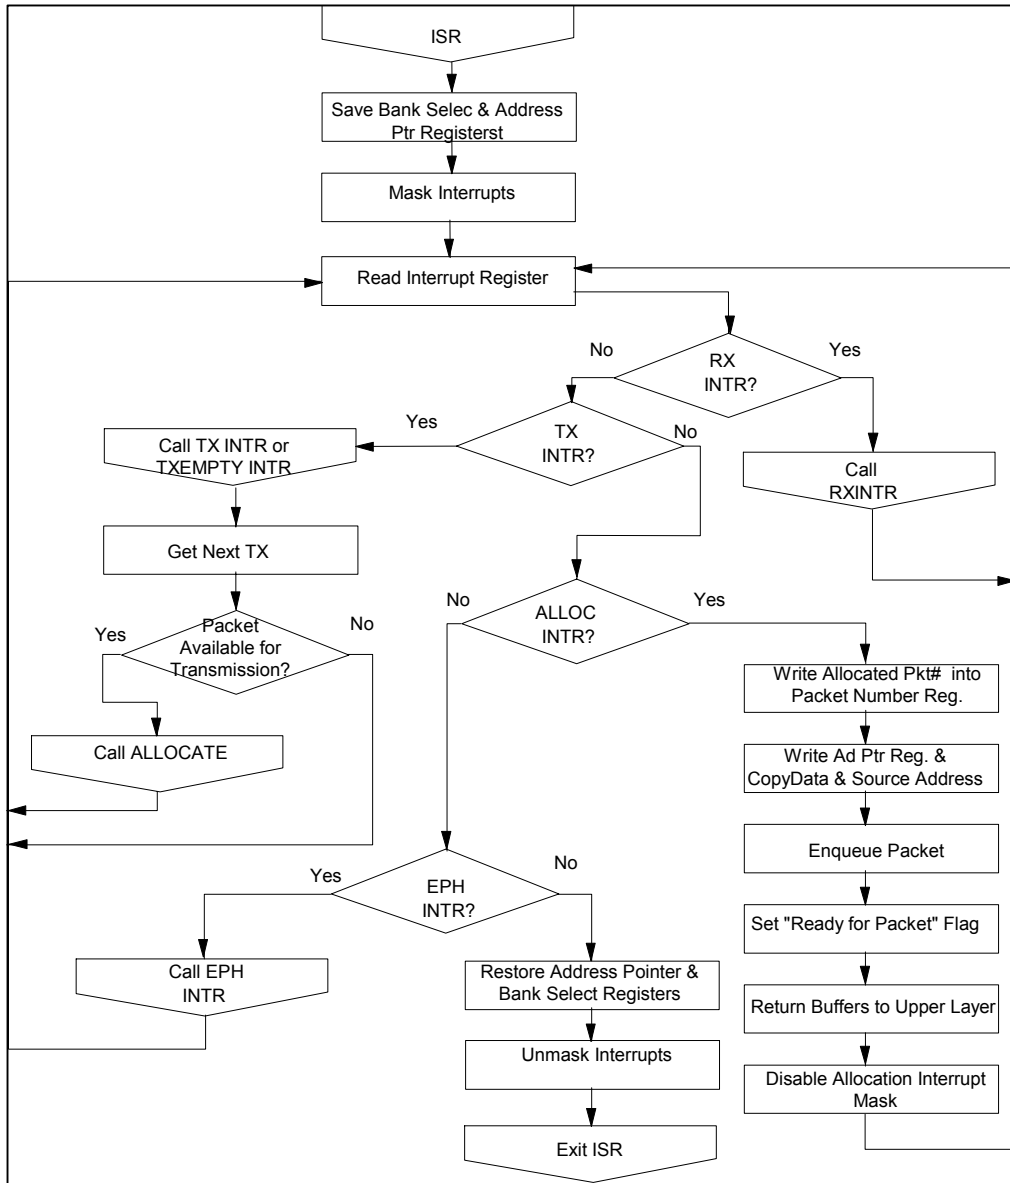 ISR
Save Bank Selec & Address
Ptr Registerst
Mask Interrupts
Read Interrupt Register
No
RX
INTR?
Yes
Yes
TX
INTR?
No
Call TX INTR or
TXEMPTY INTR
Call
RXINTR
Get Next TX
No
ALLOC
INTR?
Yes
Yes
Packet
Available for
Transmission?
No
Write Allocated Pkt# into
Packet Number Reg.
Call ALLOCATE
Write Ad Ptr Reg. &
CopyData & Source Address
Enqueue Packet
Yes
EPH
INTR?
No
Set "Ready for Packet" Flag
Call EPH
INTR
Restore Address Pointer &
Bank Select Registers
Return Buffers to Upper Layer
Unmask Interrupts
Disable Allocation Interrupt
Mask
Exit ISR